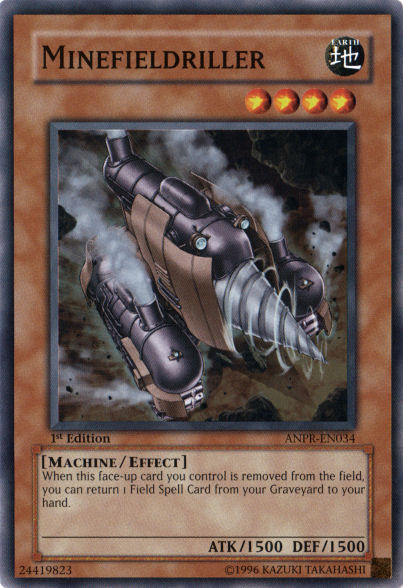 MINEFIELDRILLER
EARTH
地
1st Edition
ANPR-EN034
[MACHINE/EFFECT]
When this face-up card you control is removed from the field,
you can return 1 Field Spell Card from your Graveyard to your
hand.
ATK/1500 DEF/1500
24419823
©1996 KAZUKI TAKAHASHI